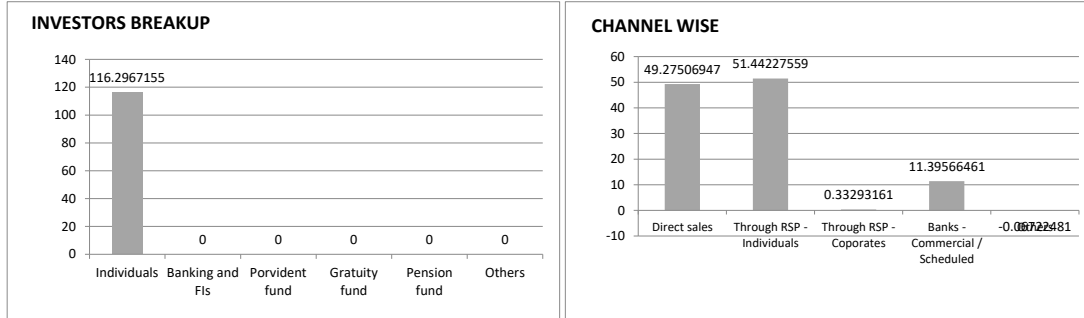 INVESTORS BREAKUP
140
120
100
80
60
40
20
0
116.2967155
0
0
0
0
0
Individuals
Banking and
FIs
Porvident
fund
Gratuity
fund
Pension
fund
Others
CHANNEL WISE
60
50
40
30
20
10
0
-10
49.27506947
51.44227559
0.33293161
11.39566461
-0.06722481
Direct sales
Through RSP -
Individuals
Through RSP -
Coporates
Banks -
Commercial /
Scheduled
Others